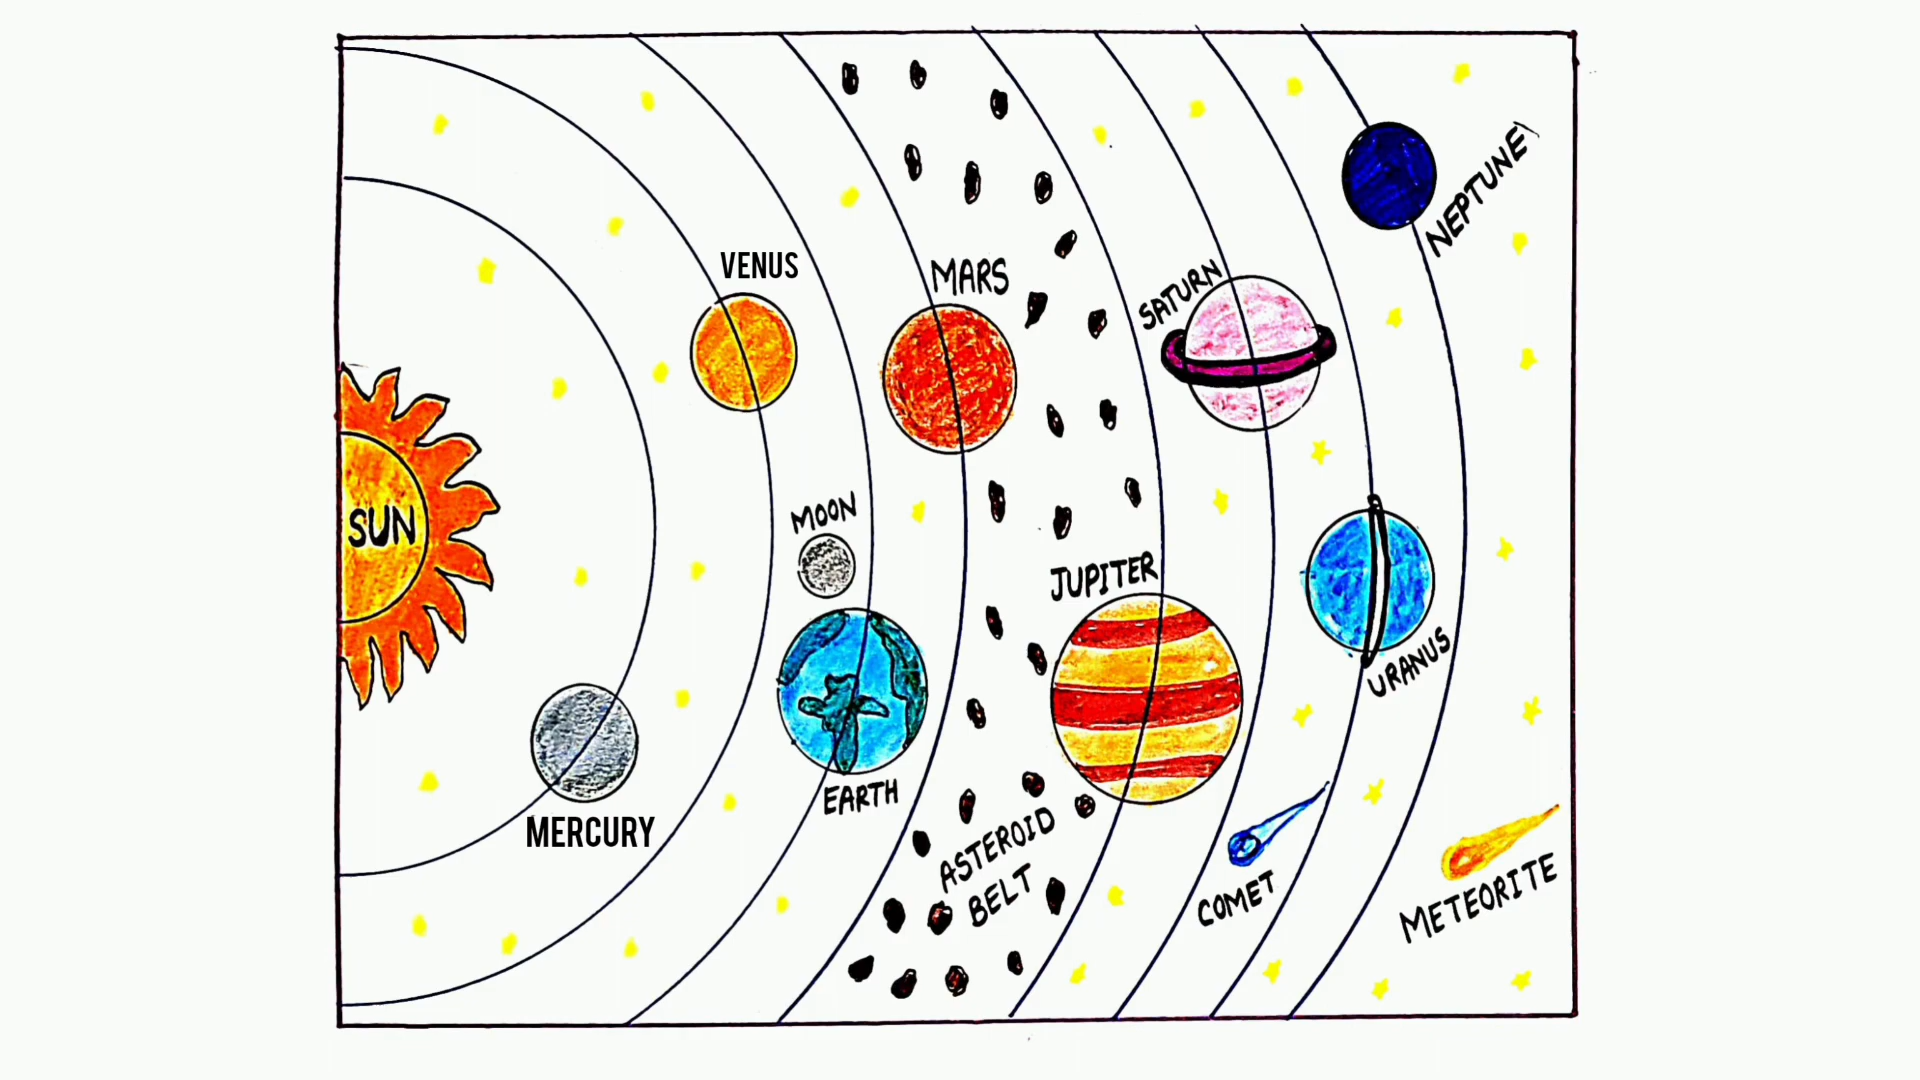 VENUS
MARS
SATURN
NEPTUNE
SUN
MOON
JUPITER
URANUS
MERCURY
EARTH
ASTEROID
BELT
COMET
METEORITE